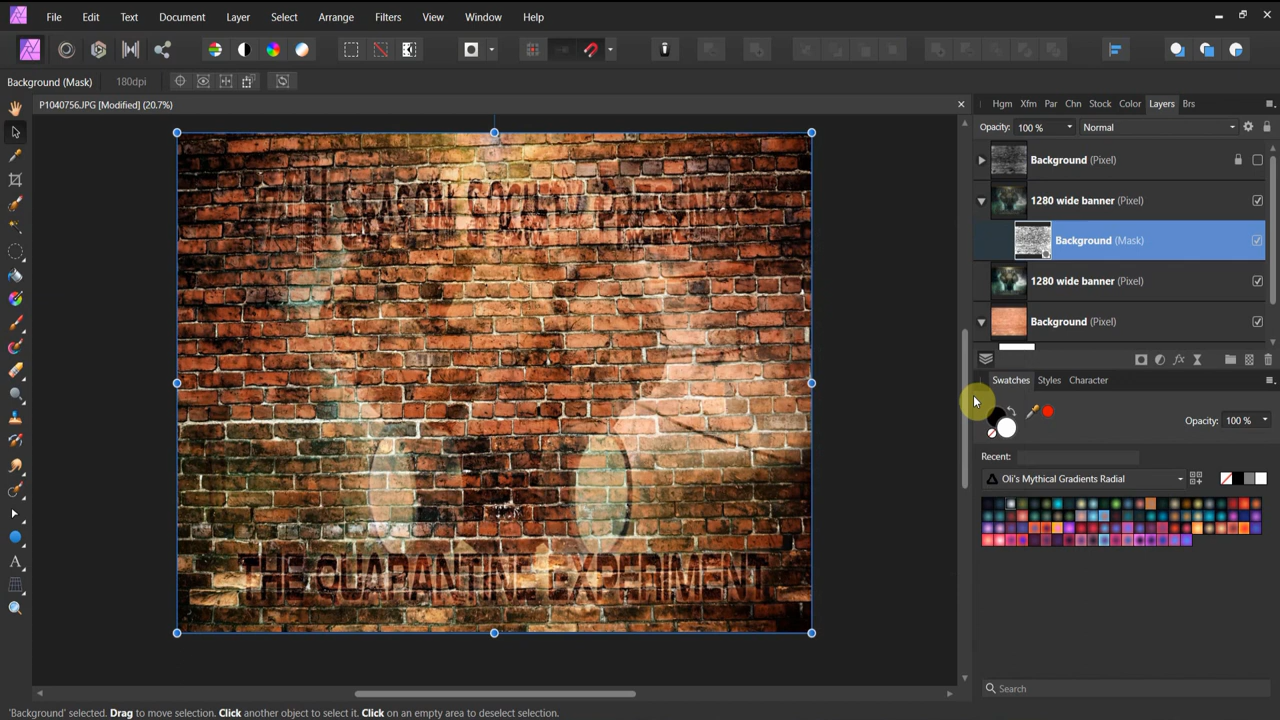 File Edit Text Document Layer Select Arrange Filters View Window Help
Background (Mask) 180dpi
P1040756.JPG [Modified] (20.7%)
Hgm Xfm Par Chn Stock Color Layers Brs
Opacity: 100 % Normal
Background (Pixel)
1280 wide banner (Pixel)
Background (Mask)
1280 wide banner (Pixel)
Background (Pixel)
Swatches Styles Character
Opacity: 100 %
Recent:
Oli's Mythical Gradients Radial
THE QUARANTINE EXPERIMENT
Search
'Background' selected. Drag to move selection. Click another object to select it. Click on an empty area to deselect selection.